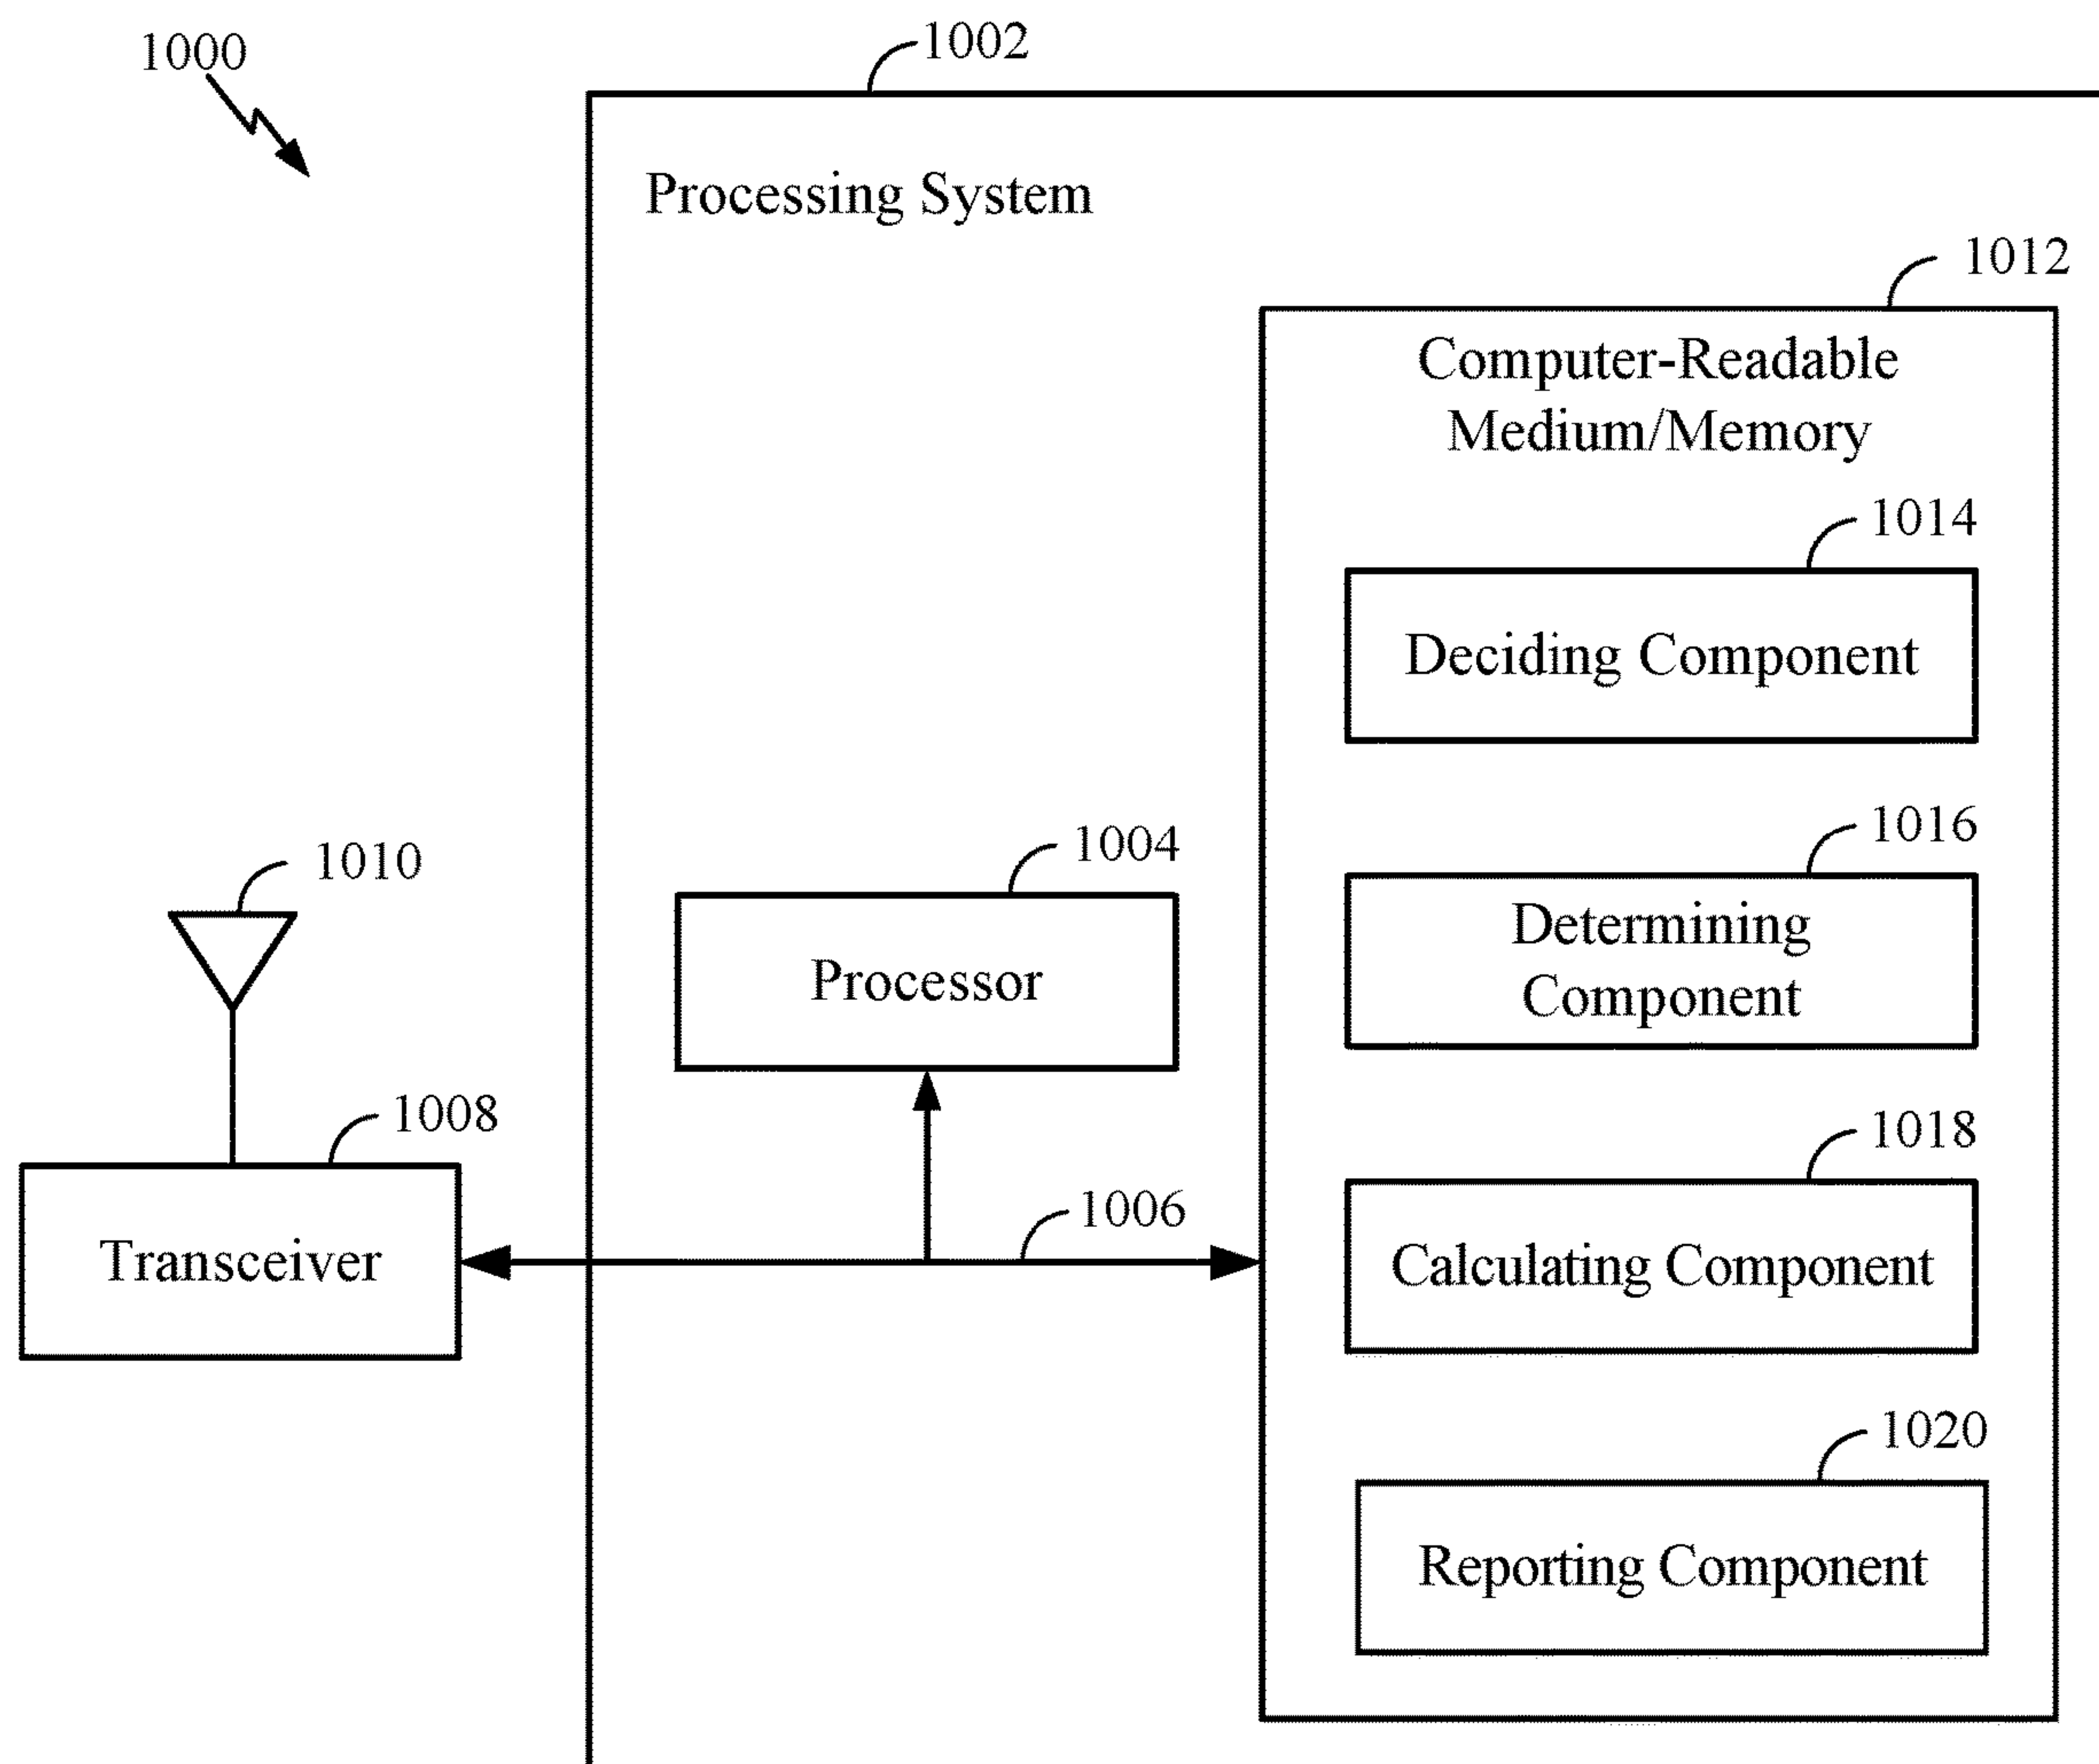 1000
1002
Processing System
1012
Computer-Readable
Medium/Memory
1014
Deciding Component
1016
Determining
Component
1004
Processor
1010
1008
Transceiver
1006
1018
Calculating Component
1020
Reporting Component